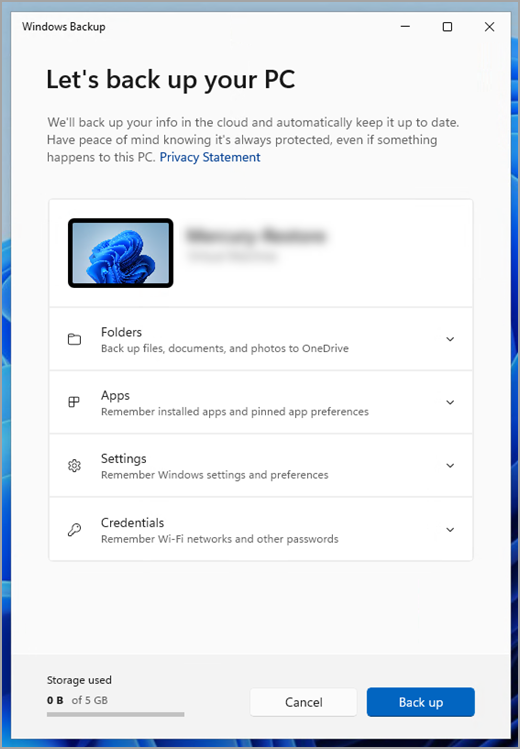 Windows Backup
Let's back up your PC
We'll back up your info in the cloud and automatically keep it up to date.
Have peace of mind knowing it's always protected, even if something
happens to this PC. Privacy Statement
Folders
Back up files, documents, and photos to OneDrive
Apps
Remember installed apps and pinned app preferences
Settings
Remember Windows settings and preferences
Credentials
Remember Wi-Fi networks and other passwords
Storage used
0 B of 5 GB
Cancel
Back up